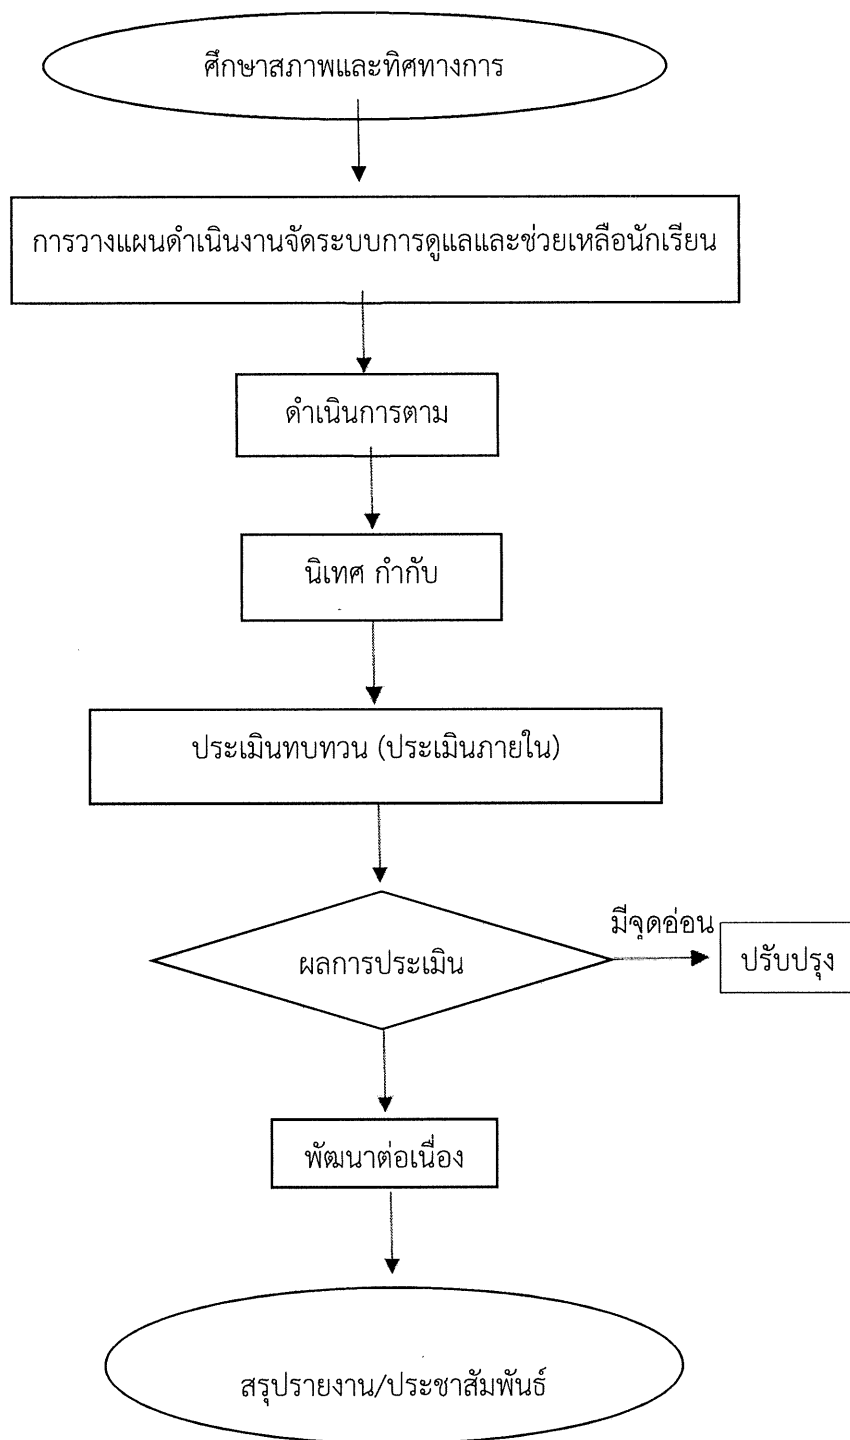 ศึกษาสภาพและทิศทางการ
การวางแผนดำเนินงานจัดระบบการดูแลและช่วยเหลือนักเรียน
ดำเนินการตาม
นิเทศ กำกับ
ประเมินทบทวน (ประเมินภายใน)
ผลการประเมิน
มีจุดอ่อน
ปรับปรุง
พัฒนาต่อเนื่อง
สรุปรายงาน/ประชาสัมพันธ์